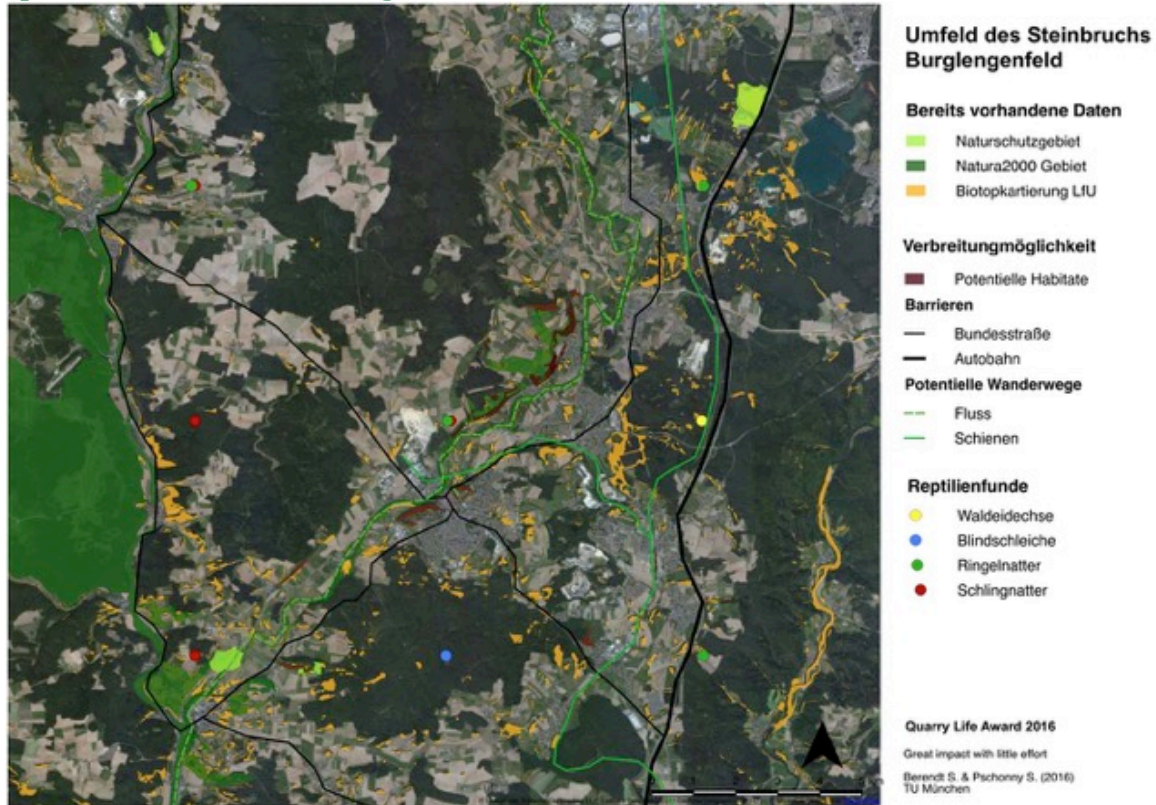 Umfeld des Steinbruchs
Burglengenfeld
Bereits vorhandene Daten
Naturschutzgebiet
Natura2000 Gebiet
Biotopkartierung LfU
Verbreitungmöglichkeit
Potentielle Habitate
Barrieren
Bundesstraße
Autobahn
Potentielle Wanderwege
Fluss
Schienen
Reptilienfunde
Waldeidechse
Blindschleiche
Ringelnatter
Schlingnatter
Quarry Life Award 2016
Great impact with little effort
Berendt S. & Pschonny S. (2016)
TU München